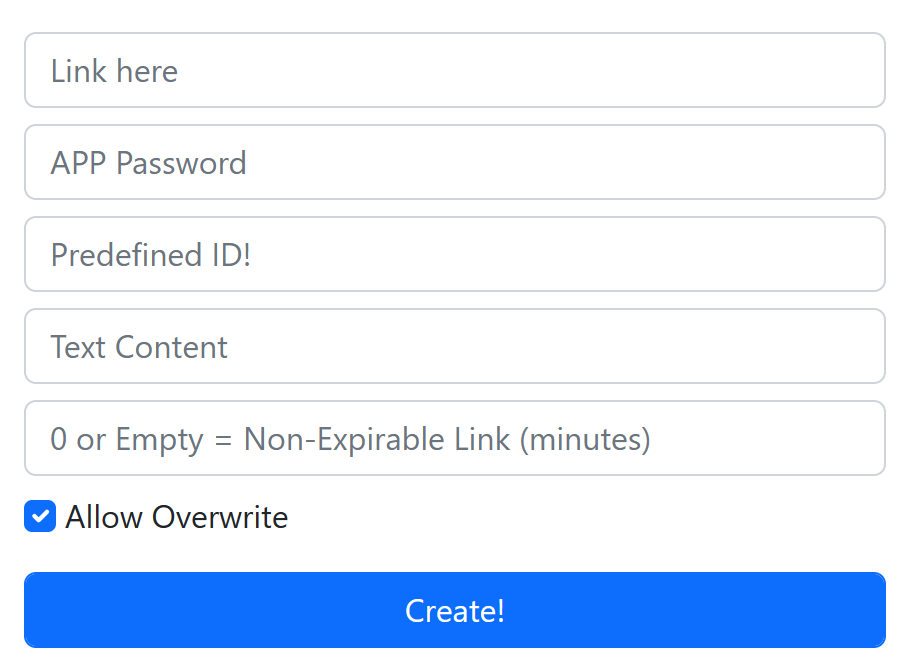 Link here
APP Password
Predefined ID!
Text Content
0 or Empty = Non-Expirable Link (minutes)
Allow Overwrite
Create!